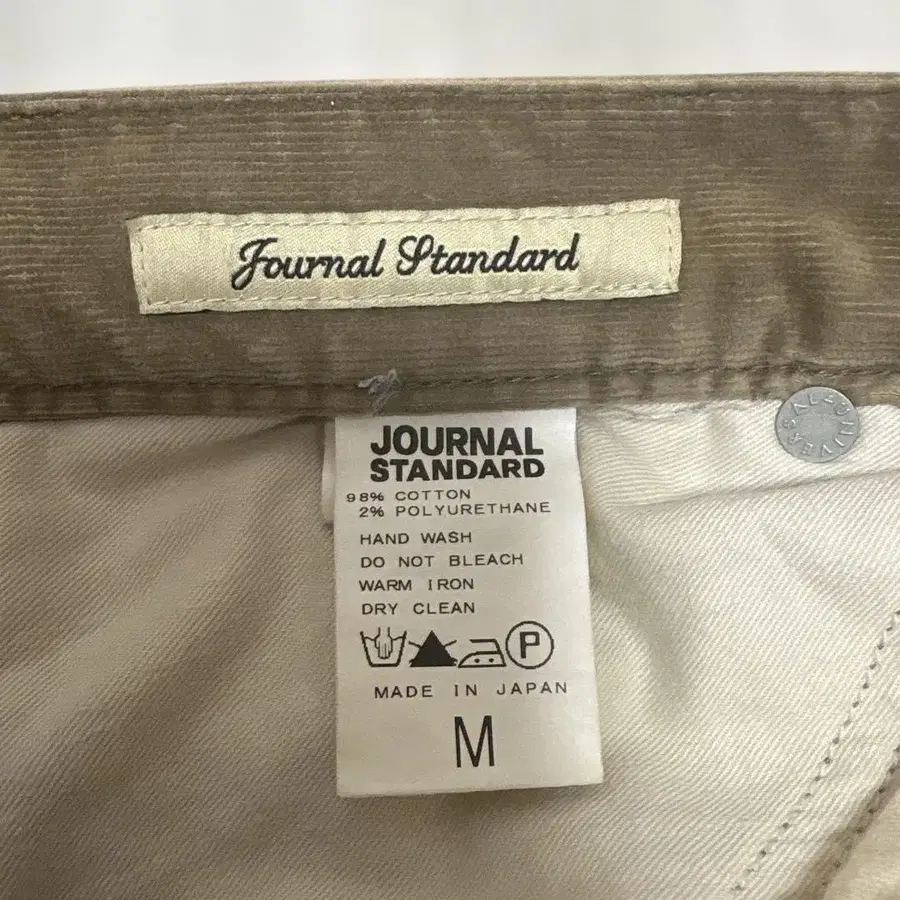 Journal Standard
JOURNAL
STANDARD
98% COTTON
2% POLYURETHANE
HAND WASH
DO NOT BLEACH
WARM IRON
DRY CLEAN
P
MADE IN JAPAN
M
UNIVERSAL